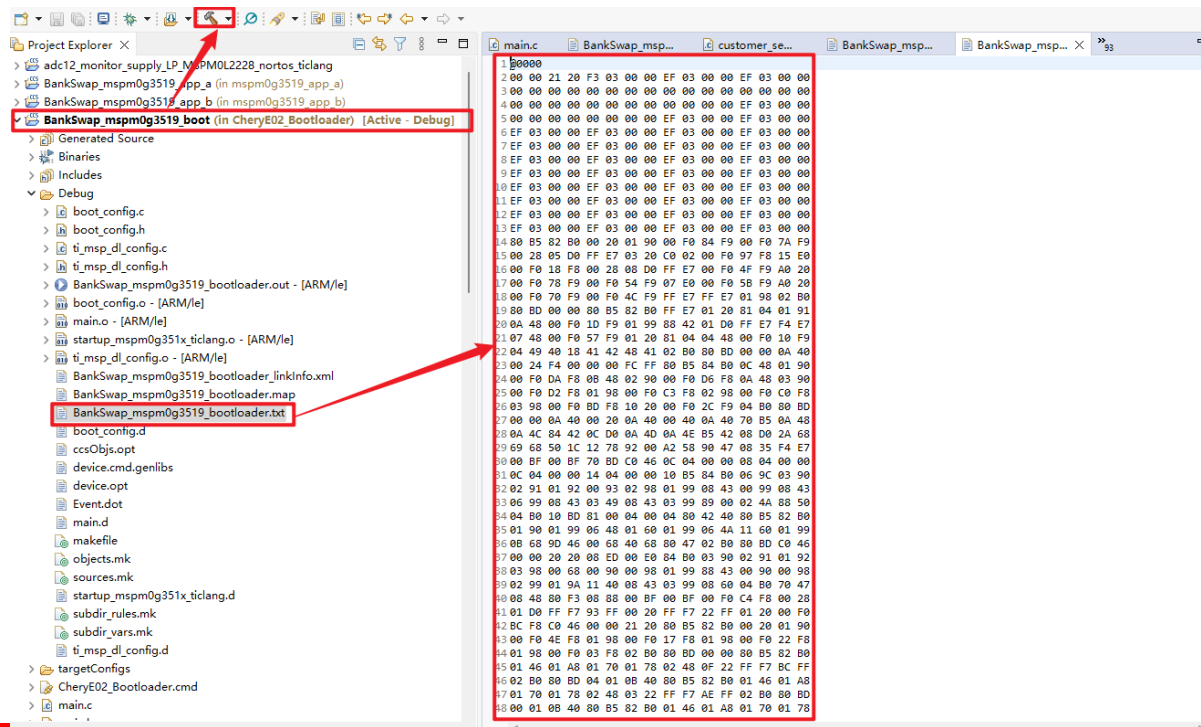 Project Explorer
adc12_monitor_supply_LP_MSPM0L2228_nortos_ticlang
BankSwap_mspm0g3519_app_a (in mspm0g3519_app_a)
BankSwap_mspm0g3519_app_b (in mspm0g3519_app_b)
BankSwap_mspm0g3519_boot (in CheryE02_Bootloader) [Active - Debug]
Generated Source
Binaries
Includes
Debug
boot_config.c
boot_config.h
ti_msp_dl_config.c
ti_msp_dl_config.h
BankSwap_mspm0g3519_bootloader.out - [ARM/le]
boot_config.o - [ARM/le]
main.o - [ARM/le]
startup_mspm0g351x_ticlang.o - [ARM/le]
ti_msp_dl_config.o - [ARM/le]
BankSwap_mspm0g3519_bootloader_linkInfo.xml
BankSwap_mspm0g3519_bootloader.map
BankSwap_mspm0g3519_bootloader.txt
boot_config.d
ccsObjs.opt
device.cmd.genlibs
device.opt
Event.dot
main.d
makefile
objects.mk
sources.mk
startup_mspm0g351x_ticlang.d
subdir_rules.mk
subdir_vars.mk
ti_msp_dl_config.d
targetConfigs
CheryE02_Bootloader.cmd
main.c
main.c BankSwap_msp... customer_se... BankSwap_msp... BankSwap_msp... 93
1 @0000
2 00 00 21 20 F3 03 00 00 EF 03 00 00 EF 03 00 00
3 00 00 00 00 00 00 00 00 00 00 00 00 00 00 00 00
4 00 00 00 00 00 00 00 00 00 00 00 00 EF 03 00 00
5 00 00 00 00 00 00 00 00 EF 03 00 00 EF 03 00 00
6 EF 03 00 00 EF 03 00 00 EF 03 00 00 EF 03 00 00
7 EF 03 00 00 EF 03 00 00 EF 03 00 00 EF 03 00 00
8 EF 03 00 00 EF 03 00 00 EF 03 00 00 EF 03 00 00
9 EF 03 00 00 EF 03 00 00 EF 03 00 00 EF 03 00 00
10 EF 03 00 00 EF 03 00 00 EF 03 00 00 EF 03 00 00
11 EF 03 00 00 EF 03 00 00 EF 03 00 00 EF 03 00 00
12 EF 03 00 00 EF 03 00 00 EF 03 00 00 EF 03 00 00
13 EF 03 00 00 EF 03 00 00 EF 03 00 00 EF 03 00 00
14 80 B5 82 B0 00 20 01 90 00 F0 84 F9 00 F0 7A F9
15 00 28 05 D0 FF E7 03 20 C0 02 00 F0 97 F8 15 E0
16 00 F0 18 F8 00 28 08 D0 FF E7 00 F0 4F F9 A0 20
17 00 F0 78 F9 00 F0 54 F9 07 E0 00 F0 5B F9 A0 20
18 00 F0 70 F9 00 F0 4C F9 FF E7 FF E7 01 98 02 B0
19 80 BD 00 00 80 B5 82 B0 FF E7 01 20 81 04 01 91
20 0A 48 00 F0 1D F9 01 99 88 42 01 D0 FF E7 F4 E7
21 07 48 00 F0 57 F9 01 20 81 04 04 48 00 F0 10 F9
22 04 49 40 18 41 42 48 41 02 B0 80 BD 00 00 0A 40
23 00 24 F4 00 00 00 FC FF 80 B5 84 B0 0C 48 01 90
24 00 F0 DA F8 0B 48 02 90 00 F0 D6 F8 0A 48 03 90
25 00 F0 D2 F8 01 98 00 F0 C3 F8 02 98 00 F0 C0 F8
26 03 98 00 F0 BD F8 10 20 00 F0 2C F9 04 B0 80 BD
27 00 00 0A 40 00 20 0A 40 00 40 0A 40 70 B5 0A 48
28 0A 4C 84 42 0C D0 0A 4D 0A 4E B5 42 08 D0 2A 68
29 69 68 50 1C 12 78 92 00 A2 58 90 47 08 35 F4 E7
30 00 BF 00 BF 70 BD C0 46 0C 04 00 00 08 04 00 00
31 0C 04 00 00 14 04 00 00 10 B5 84 B0 06 9C 03 90
32 02 91 01 92 00 93 02 98 01 99 08 43 00 99 08 43
33 06 99 08 43 03 49 08 43 03 99 89 00 02 4A 88 50
34 04 B0 10 BD 81 00 04 00 04 80 42 40 80 B5 82 B0
35 01 90 01 99 06 48 01 60 01 99 06 4A 11 60 01 99
36 0B 68 9D 46 00 68 40 68 80 47 02 B0 80 BD C0 46
37 00 00 20 20 08 ED 00 E0 84 B0 03 90 02 91 01 92
38 03 98 00 68 00 90 00 98 01 99 88 43 00 90 00 98
39 02 99 01 9A 11 40 08 43 03 99 08 60 04 B0 70 47
40 08 48 80 F3 08 88 00 BF 00 BF 00 F0 C4 F8 00 28
41 01 D0 FF F7 93 FF 00 20 FF F7 22 FF 01 20 00 F0
42 BC F8 C0 46 00 00 21 20 80 B5 82 B0 00 20 01 90
43 00 F0 4E F8 01 98 00 F0 17 F8 01 98 00 F0 22 F8
44 01 98 00 F0 03 F8 02 B0 80 BD 00 00 80 B5 82 B0
45 01 46 01 A8 01 70 01 78 02 48 0F 22 FF F7 BC FF
46 02 B0 80 BD 04 01 0B 40 80 B5 82 B0 01 46 01 A8
47 01 70 01 78 02 48 03 22 FF F7 AE FF 02 B0 80 BD
48 00 01 0B 40 80 B5 82 B0 01 46 01 A8 01 70 01 78